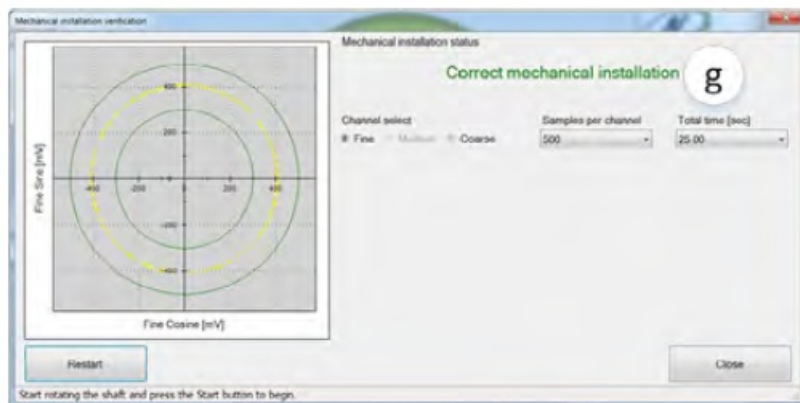 Mechanical installation verification
Mechanical installation status
Correct mechanical installation g
Channel select
Fine Medium Coarse
Samples per channel
500
Total time [sec]
25.00
Fine Sine [mV]
400
200
-400 -200 0 200 400
-200
-400
Fine Cosine [mV]
Restart
Close
Start rotating the shaft and press the Start button to begin.